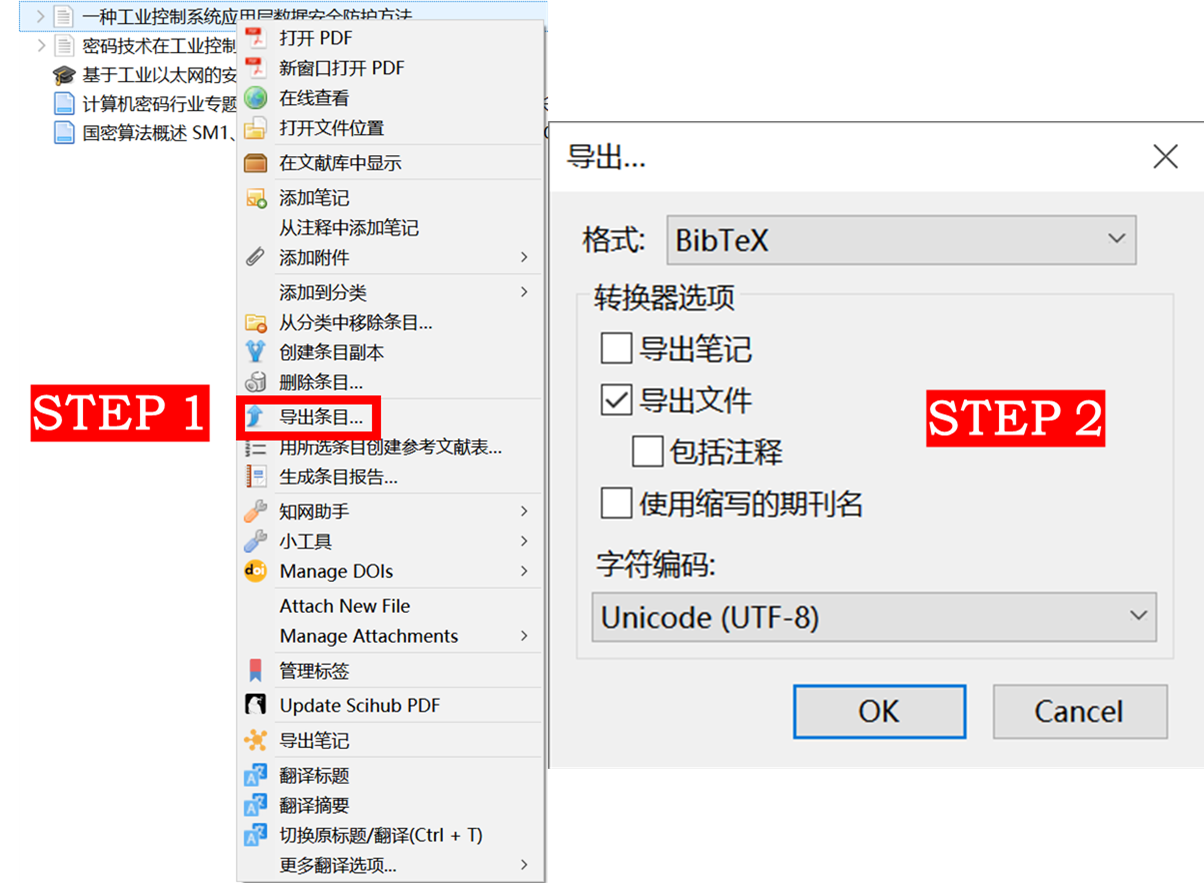 一种工业控制系统应用层数据安全防护方法
密码技术在工业控制
基于工业以太网的安
计算机密码行业专题
国密算法概述 SM1、
打开 PDF
新窗口打开 PDF
在线查看
打开文件位置
在文献库中显示
添加笔记
从注释中添加笔记
添加附件
添加到分类
从分类中移除条目...
创建条目副本
删除条目...
STEP 1
导出条目...
用所选条目创建参考文献表...
生成条目报告...
知网助手
小工具
doi Manage DOIs
Attach New File
Manage Attachments
管理标签
Update Scihub PDF
导出笔记
翻译标题
翻译摘要
切换原标题/翻译(Ctrl + T)
更多翻译选项...
导出...
格式: BibTeX
转换器选项
导出笔记
导出文件
STEP 2
包括注释
使用缩写的期刊名
字符编码:
Unicode (UTF-8)
OK Cancel